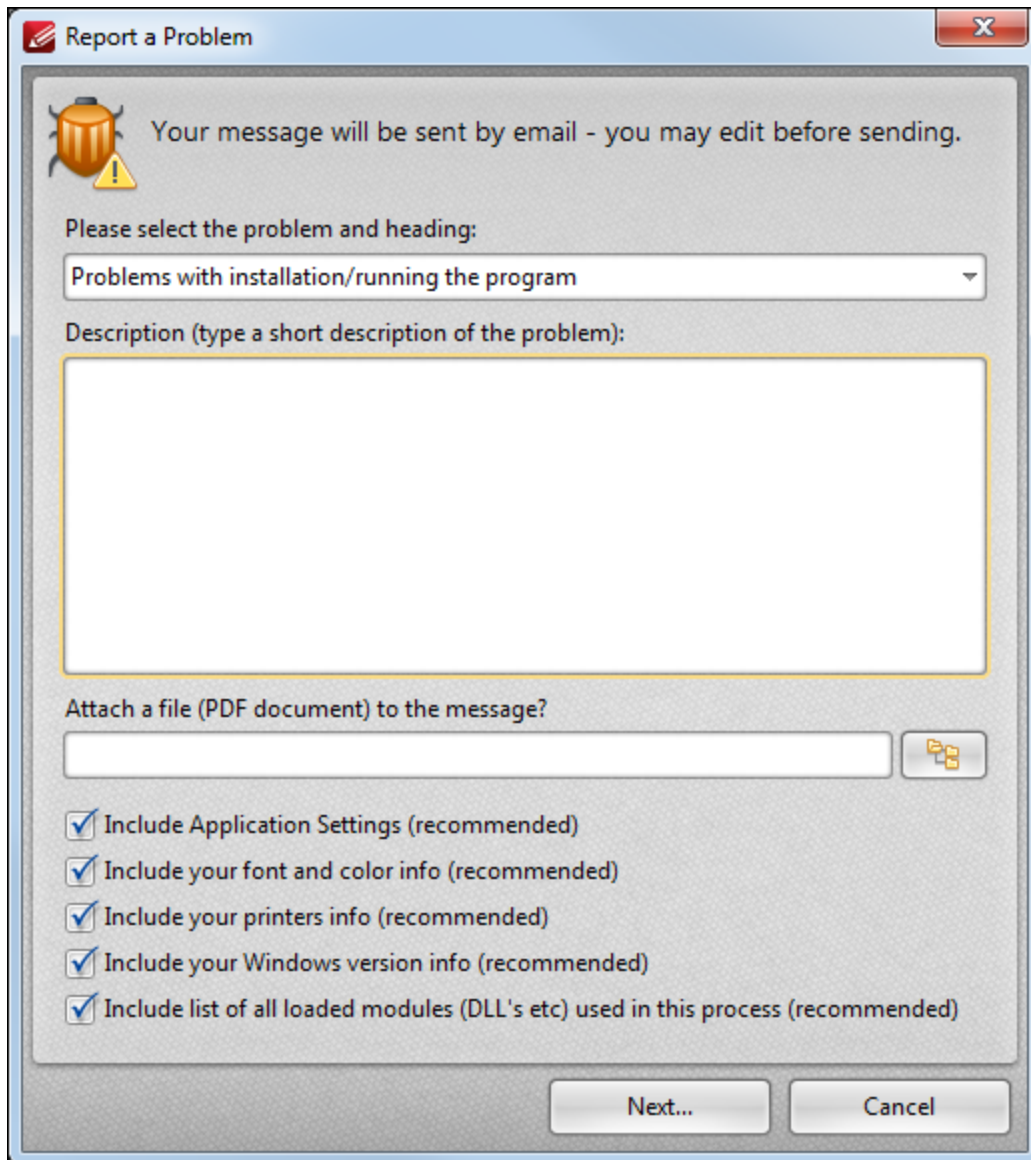 Report a Problem
Your message will be sent by email - you may edit before sending.
Please select the problem and heading:
Problems with installation/running the program
Description (type a short description of the problem):
Attach a file (PDF document) to the message?
Include Application Settings (recommended)
Include your font and color info (recommended)
Include your printers info (recommended)
Include your Windows version info (recommended)
Include list of all loaded modules (DLL's etc) used in this process (recommended)
Next...
Cancel